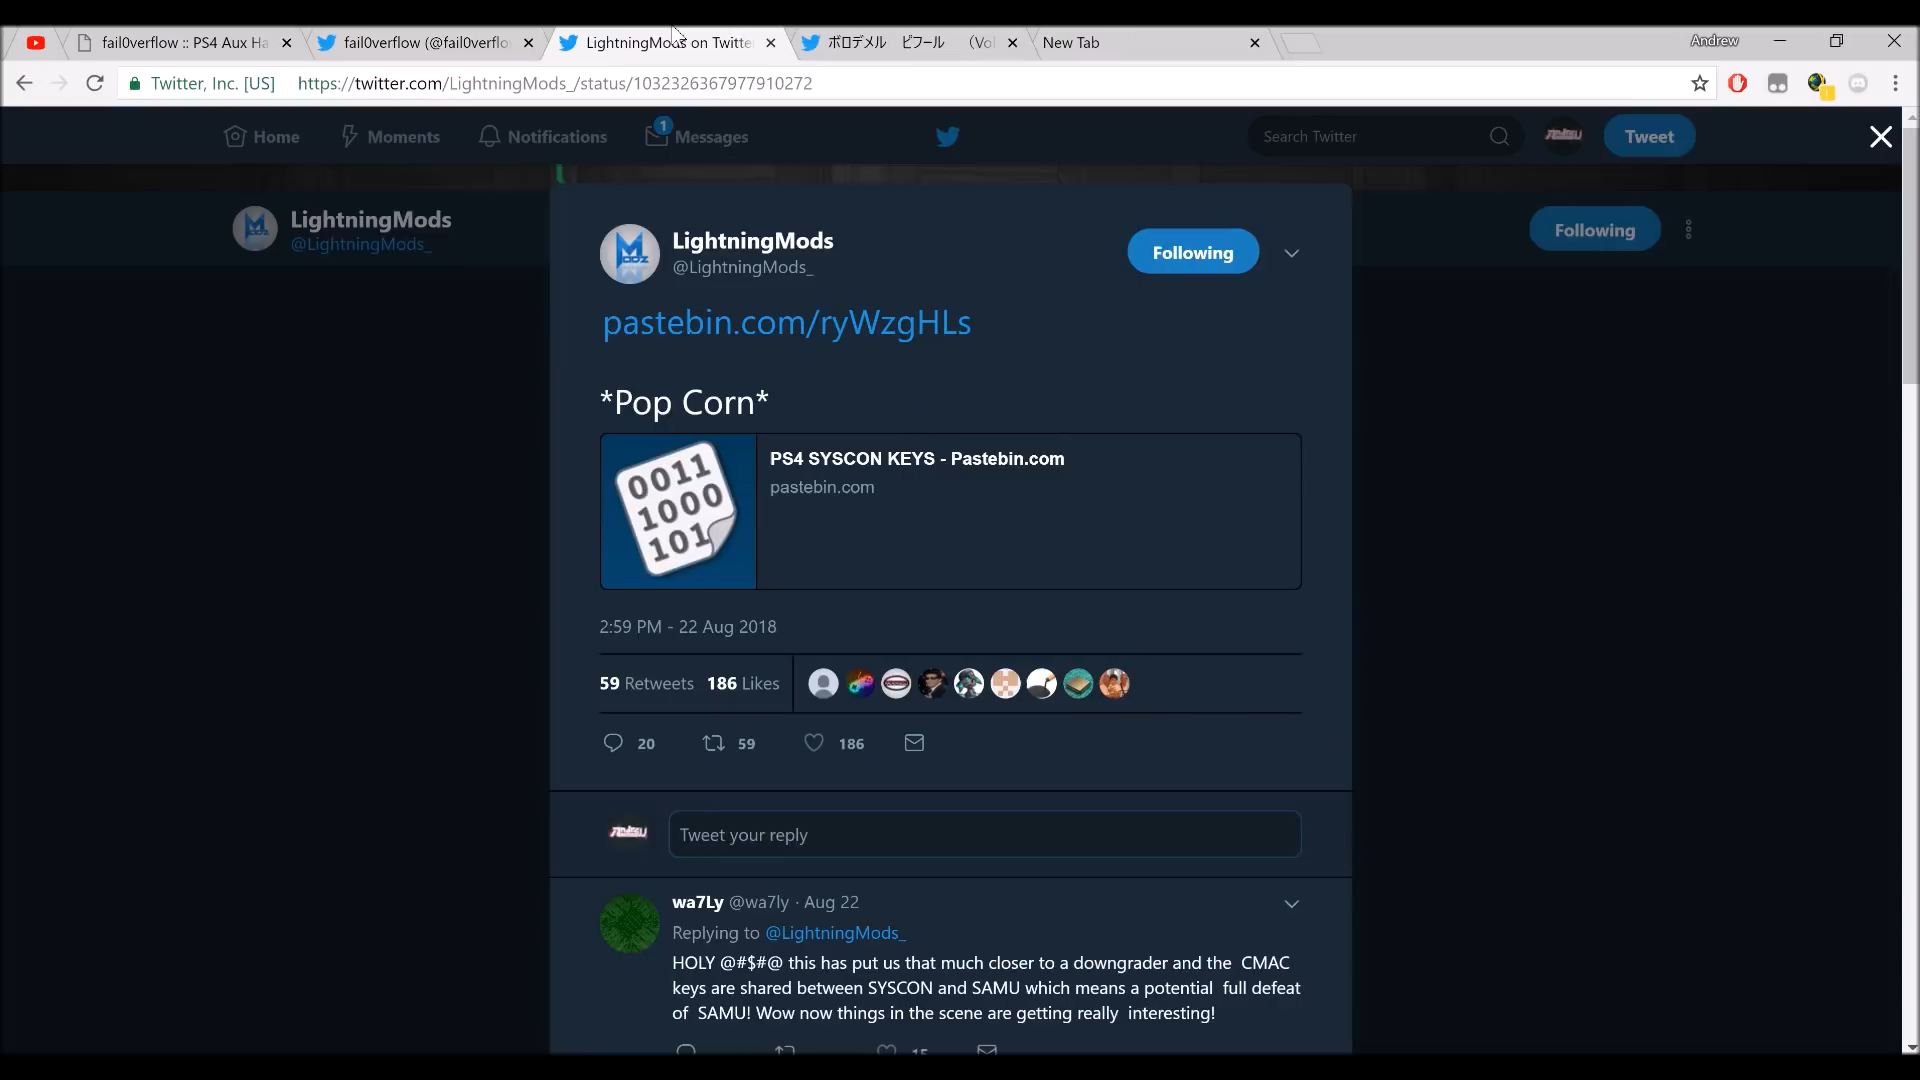 fail0verflow :: PS4 Aux Ha
fail0verflow (@fail0verflo
LightningMods on Twitte
ボロデメル ピフール (Vol
New Tab
Andrew
Twitter, Inc. [US]
https://twitter.com/LightningMods_/status/1032326367977910272
Home
Moments
Notifications
1
Messages
Search Twitter
Tweet
LightningMods
@LightningMods_
Following
LightningMods
@LightningMods_
Following
pastebin.com/ryWzgHLs
*Pop Corn*
0011
1000
101
PS4 SYSCON KEYS - Pastebin.com
pastebin.com
2:59 PM - 22 Aug 2018
59 Retweets 186 Likes
20 59 186
Tweet your reply
wa7Ly @wa7ly · Aug 22
Replying to @LightningMods_
HOLY @#$#@ this has put us that much closer to a downgrader and the CMAC
keys are shared between SYSCON and SAMU which means a potential full defeat
of SAMU! Wow now things in the scene are getting really interesting!
15